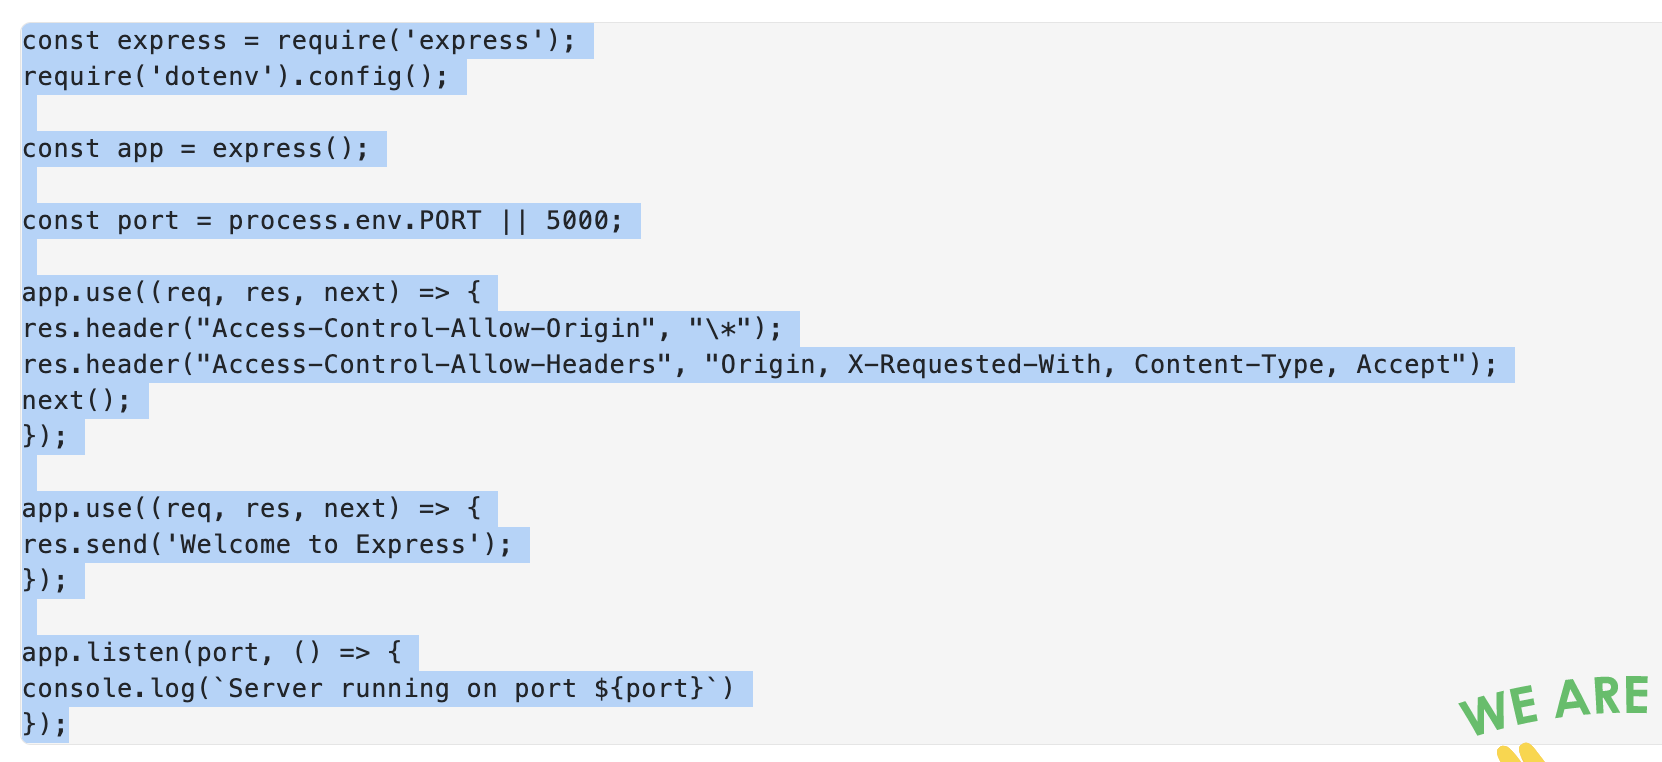 const express = require('express');
require('dotenv').config();
const app = express();
const port = process.env.PORT || 5000;
app.use((req, res, next) => {
res.header("Access-Control-Allow-Origin", "\*");
res.header("Access-Control-Allow-Headers", "Origin, X-Requested-With, Content-Type, Accept");
next();
});
app.use((req, res, next) => {
res.send('Welcome to Express');
});
app.listen(port, () => {
console.log(`Server running on port ${port}`)
});
WE ARE